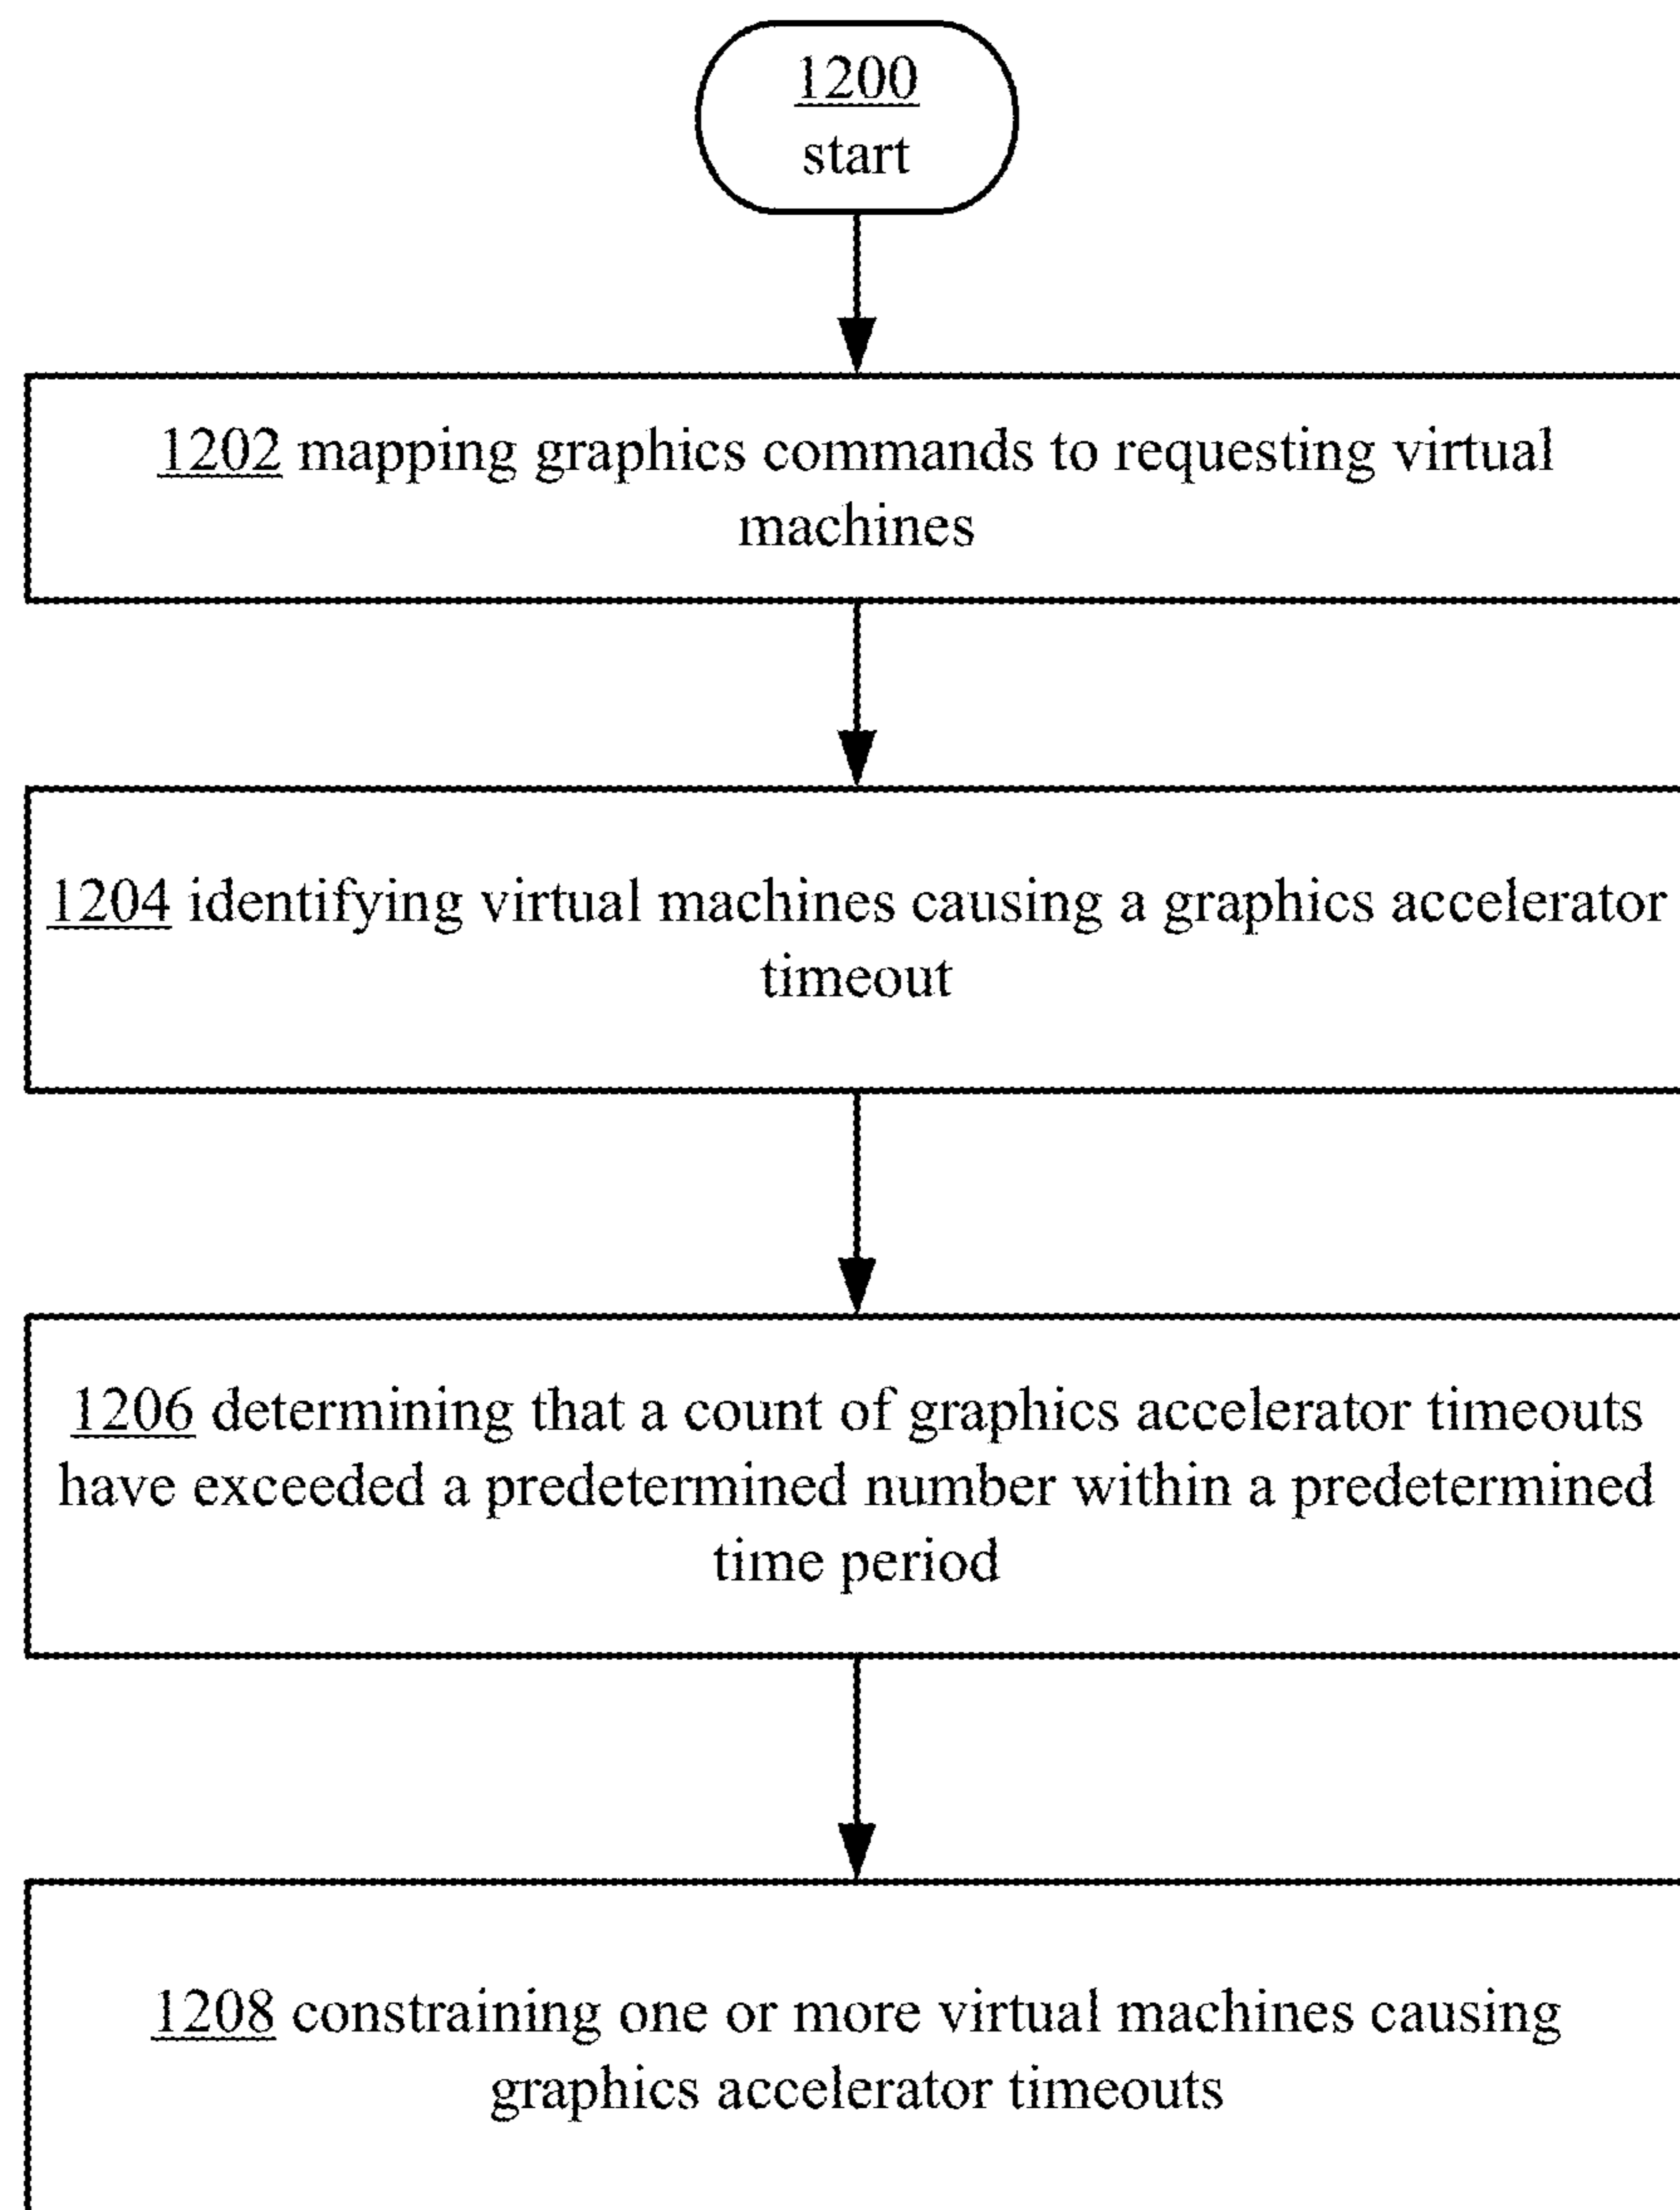 1200
start
1202 mapping graphics commands to requesting virtual
machines
1204 identifying virtual machines causing a graphics accelerator
timeout
1206 determining that a count of graphics accelerator timeouts
have exceeded a predetermined number within a predetermined
time period
1208 constraining one or more virtual machines causing
graphics accelerator timeouts